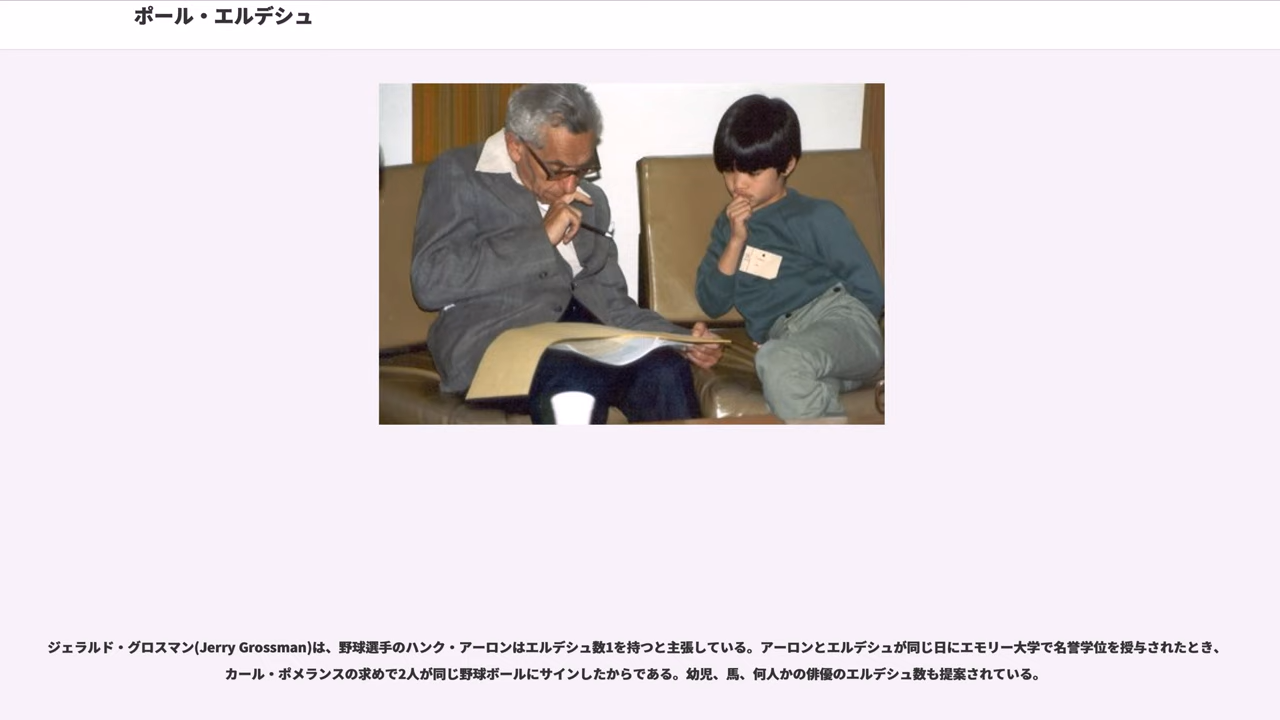 ポール・エルデシュ
ジェラルド・グロスマン(Jerry Grossman)は、野球選手のハンク・アーロンはエルデシュ数1を持つと主張している。アーロンとエルデシュが同じ日にエモリー大学で名誉学位を授与されたとき、
カール・ポメランスの求めで2人が同じ野球ボールにサインしたからである。幼児、馬、何人かの俳優のエルデシュ数も提案されている。